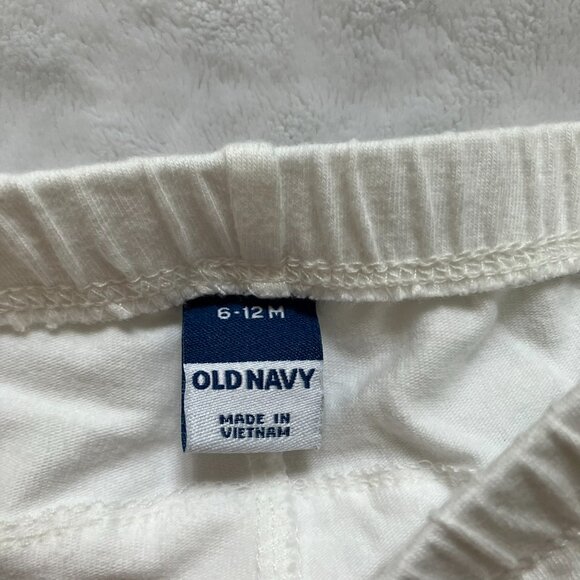 6-12 M
OLD NAVY
MADE IN
VIETNAM